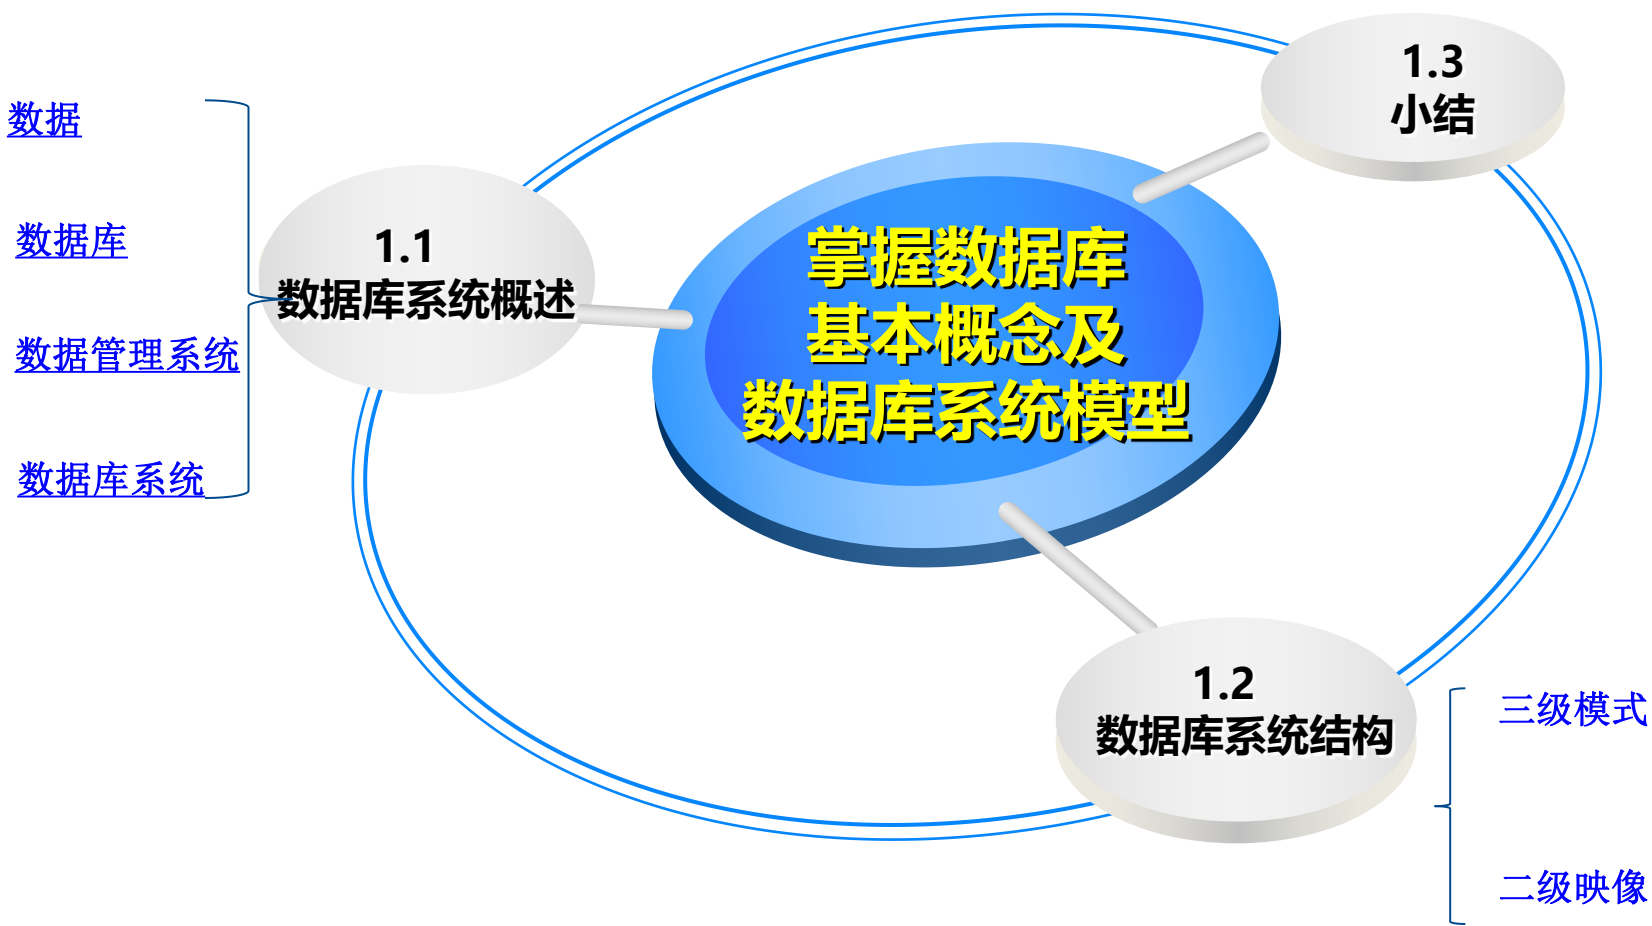 数据
数据库
数据管理系统
数据库系统
1.1
数据库系统概述
掌握数据库
基本概念及
数据库系统模型
1.3
小结
1.2
数据库系统结构
三级模式
二级映像